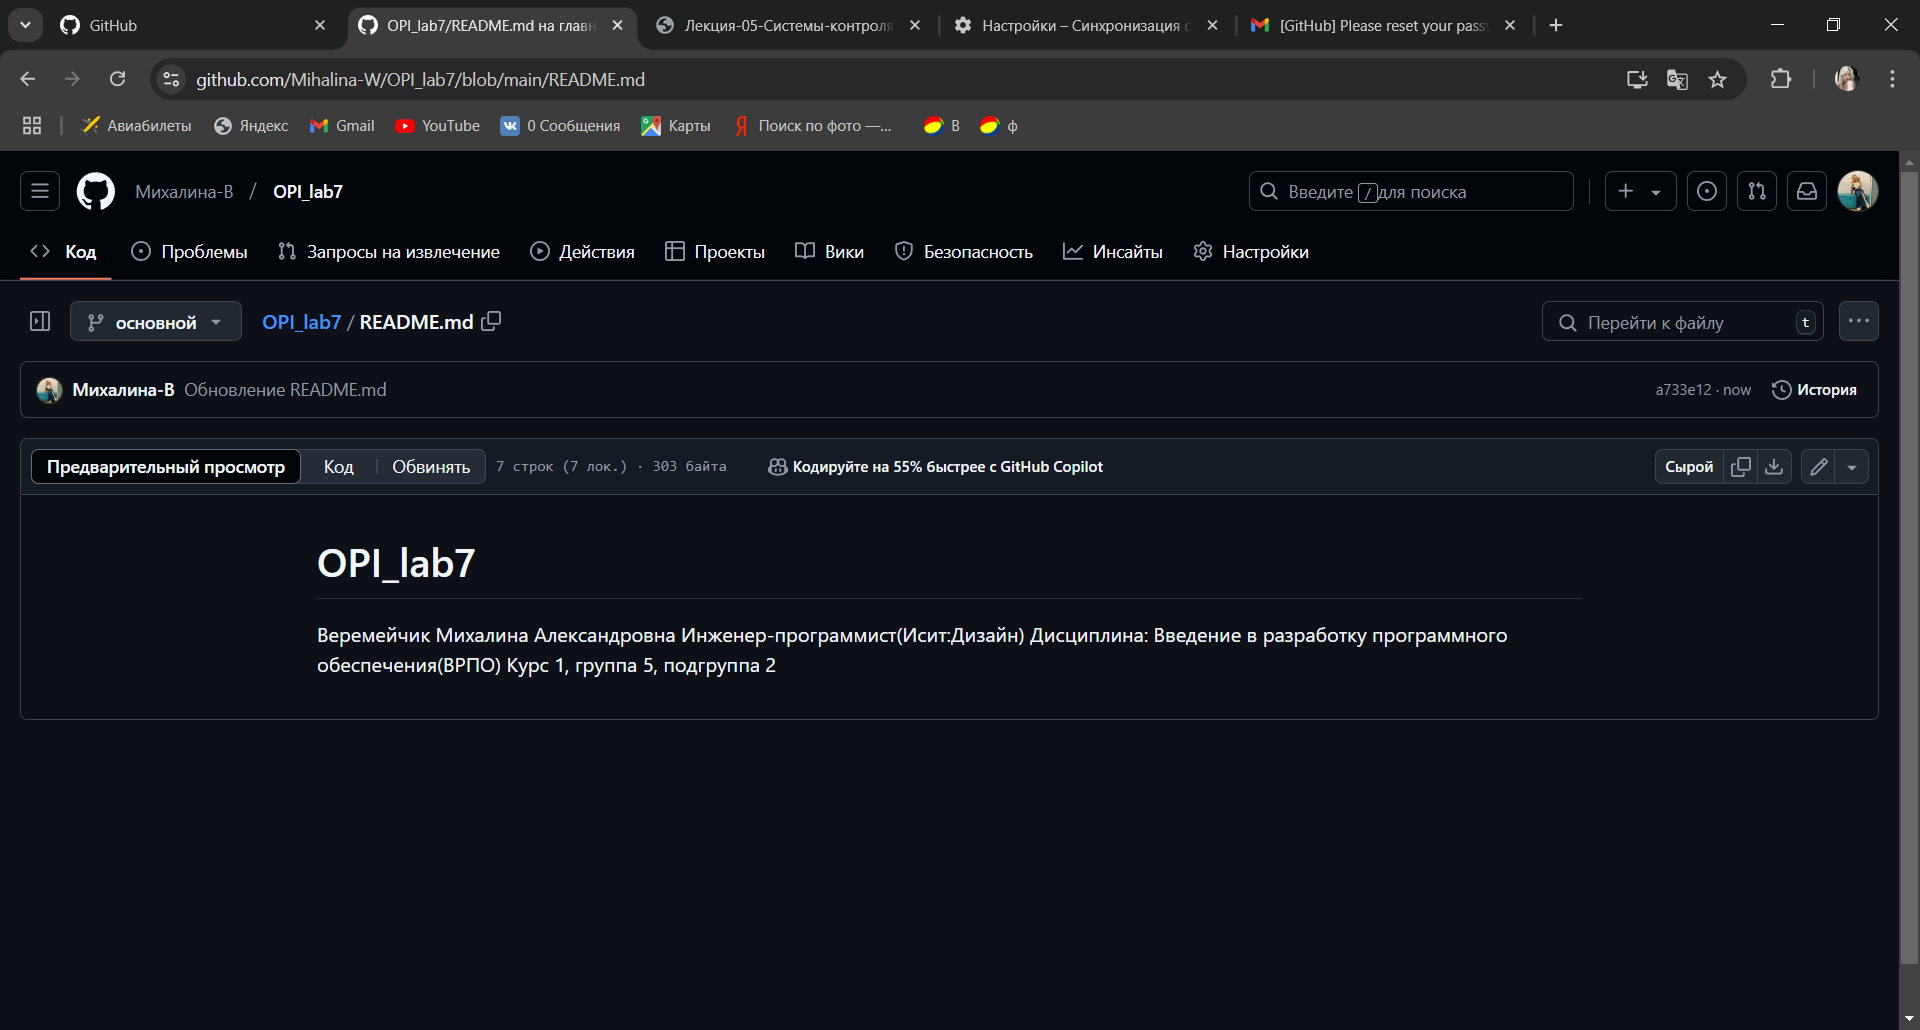 GitHub
OPI_lab7/README.md на главн
Лекция-05-Системы-контроля
Настройки – Синхронизация с
[GitHub] Please reset your pass
github.com/Mihalina-W/OPI_lab7/blob/main/README.md
Авиабилеты
Яндекс
Gmail
YouTube
0 Сообщения
Карты
Поиск по фото —...
В
ф
Михалина-В / OPI_lab7
Введите / для поиска
Код
Проблемы
Запросы на извлечение
Действия
Проекты
Вики
Безопасность
Инсайты
Настройки
основной
OPI_lab7 / README.md
Перейти к файлу
t
Михалина-В Обновление README.md
a733e12 · now
История
Предварительный просмотр
Код
Обвинять
7 строк (7 лок.) · 303 байта
Кодируйте на 55% быстрее с GitHub Copilot
Сырой
OPI_lab7
Веремейчик Михалина Александровна Инженер-программист(Исит:Дизайн) Дисциплина: Введение в разработку программного
обеспечения(ВРПО) Курс 1, группа 5, подгруппа 2